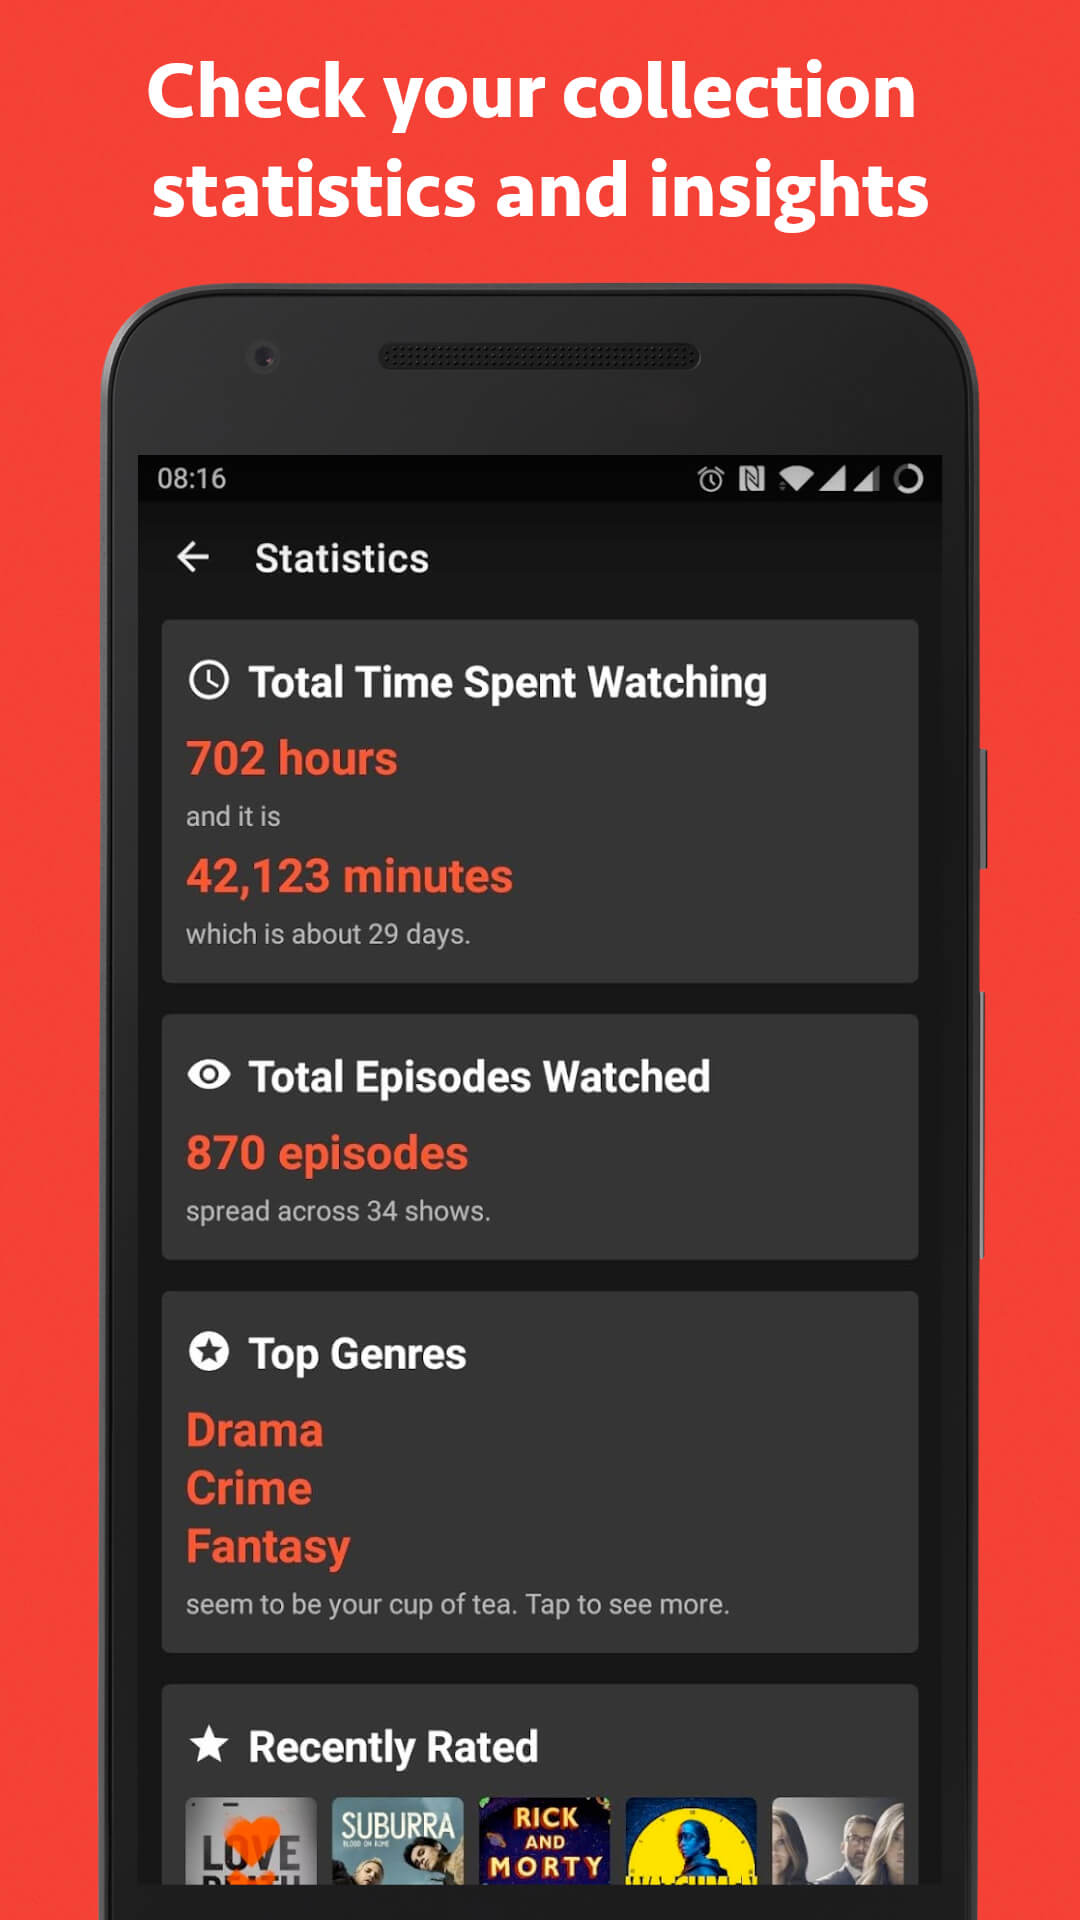 Check your collection
statistics and insights
08:16
Statistics
Total Time Spent Watching
702 hours
and it is
42,123 minutes
which is about 29 days.
Total Episodes Watched
870 episodes
spread across 34 shows.
Top Genres
Drama
Crime
Fantasy
seem to be your cup of tea. Tap to see more.
Recently Rated
LOVE
SUBURRA
BLOOD ON ROME
RICK
AND
MORTY